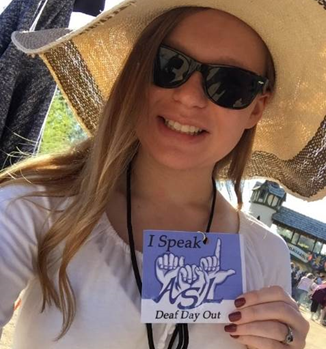 I Speak
ASL
Deaf Day Out